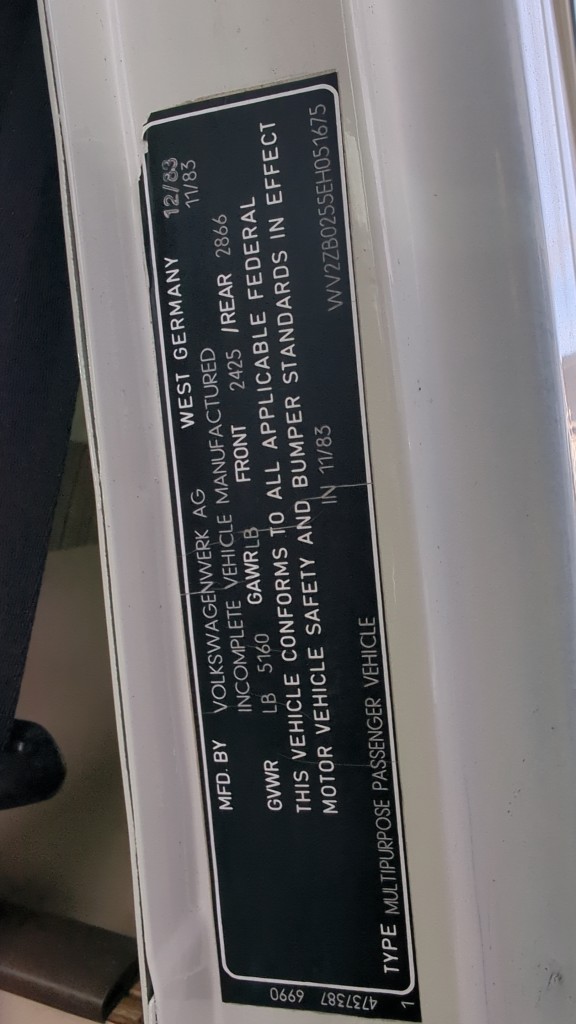 MFD. BY VOLKSWAGENWERK AG WEST GERMANY 12/83
INCOMPLETE VEHICLE MANUFACTURED 11/83
GVWR LB 5160 GAWRLB FRONT 2425 /REAR 2866
THIS VEHICLE CONFORMS TO ALL APPLICABLE FEDERAL
MOTOR VEHICLE SAFETY AND BUMPER STANDARDS IN EFFECT
IN 11/83 WV2ZB0255EH051675
TYPE MULTIPURPOSE PASSENGER VEHICLE
4737387 6990
1